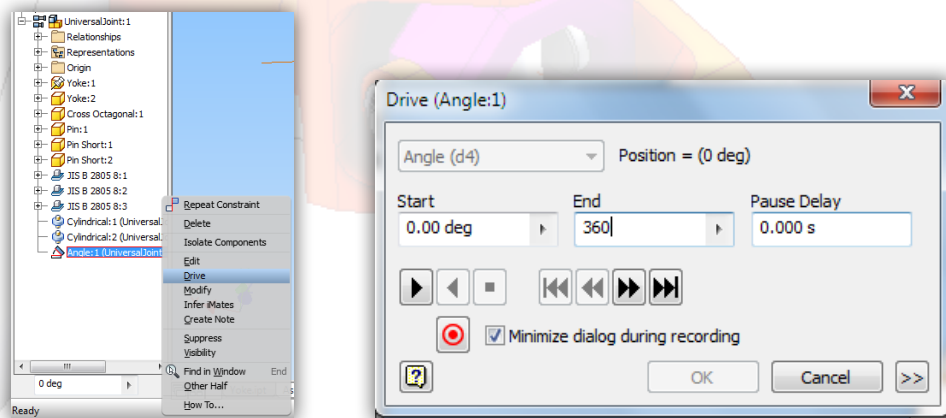 UniversalJoint:1
Relationships
Representations
Origin
Yoke:1
Yoke:2
Cross Octagonal:1
Pin:1
Pin Short:1
Pin Short:2
JIS B 2805 8:1
JIS B 2805 8:2
JIS B 2805 8:3
Cylindrical:1 (Universal
Cylindrical:2 (Universal
Angle:1 (UniversalJoint
0 deg
Ready
Repeat Constraint
Delete
Isolate Components
Edit
Drive
Modify
Infer iMates
Create Note
Suppress
Visibility
Find in Window End
Other Half
How To...
Drive (Angle:1)
Angle (d4) Position = (0 deg)
Start End Pause Delay
0.00 deg 360 0.000 s
Minimize dialog during recording
? OK Cancel >>